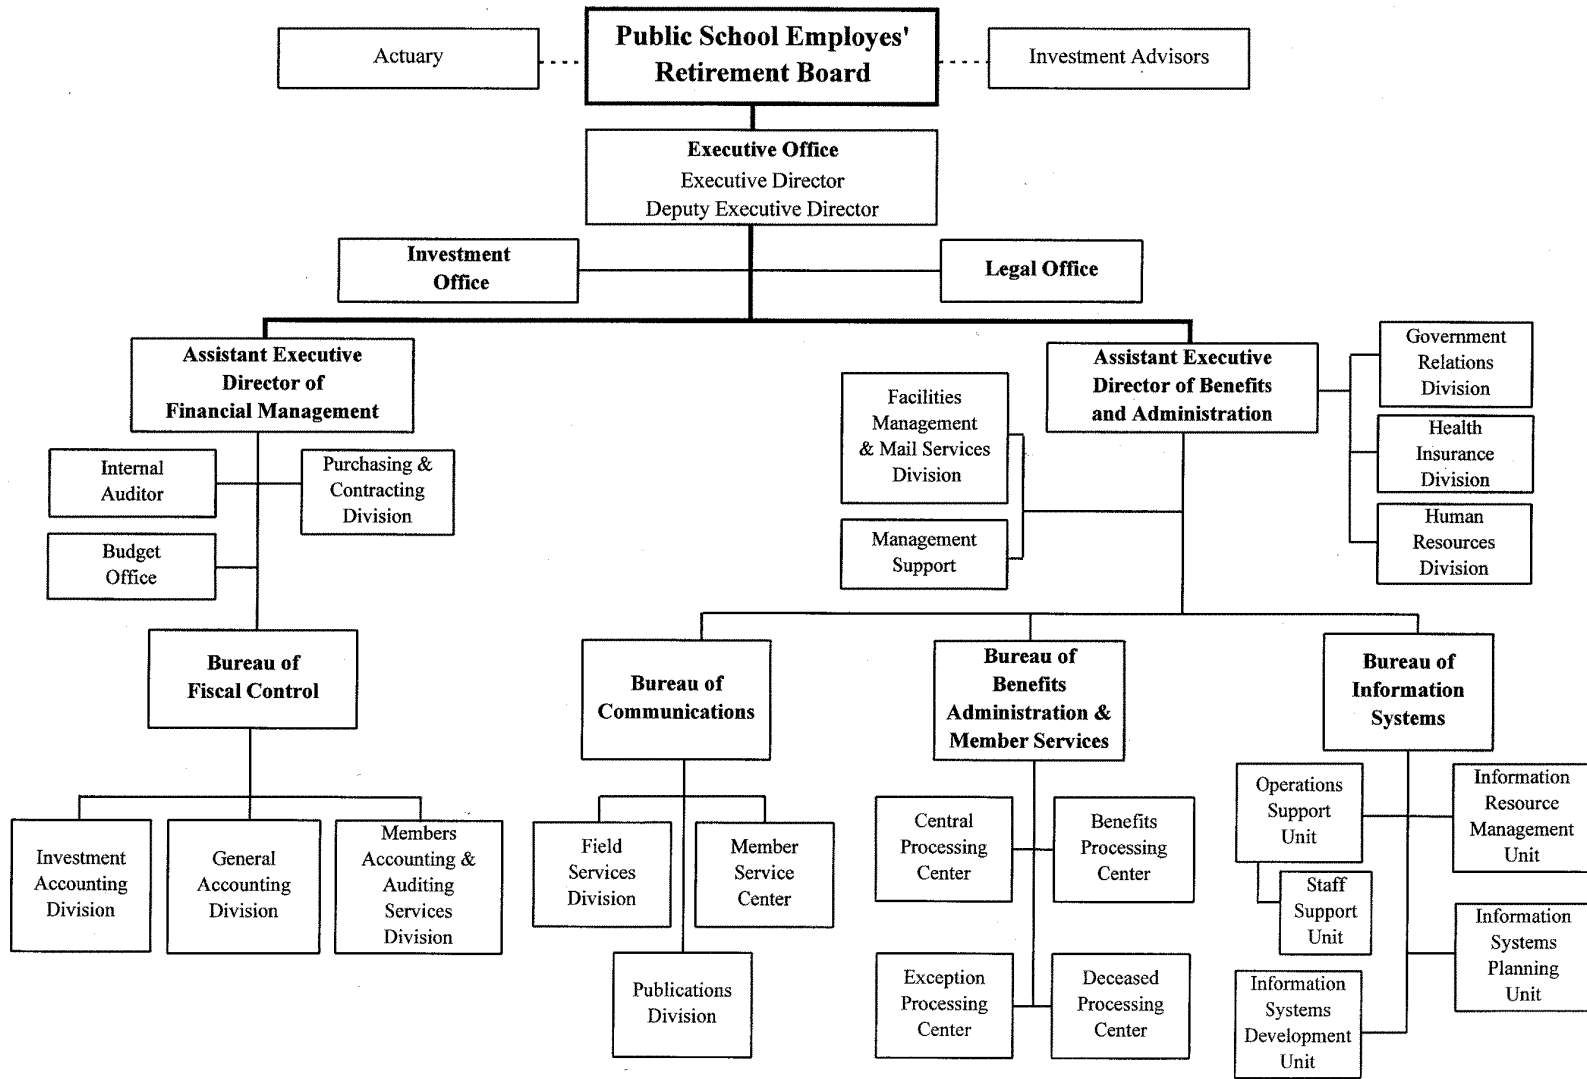 Actuary
Public School Employes'
Retirement Board
Investment Advisors
Executive Office
Executive Director
Deputy Executive Director
Investment
Office
Legal Office
Assistant Executive
Director of
Financial Management
Assistant Executive
Director of Benefits
and Administration
Government
Relations
Division
Facilities
Management
& Mail Services
Division
Health
Insurance
Division
Internal
Auditor
Purchasing &
Contracting
Division
Management
Support
Human
Resources
Division
Budget
Office
Bureau of
Fiscal Control
Bureau of
Communications
Bureau of
Benefits
Administration &
Member Services
Bureau of
Information
Systems
Investment
Accounting
Division
General
Accounting
Division
Members
Accounting &
Auditing
Services
Division
Field
Services
Division
Member
Service
Center
Publications
Division
Central
Processing
Center
Benefits
Processing
Center
Exception
Processing
Center
Deceased
Processing
Center
Operations
Support
Unit
Information
Resource
Management
Unit
Staff
Support
Unit
Information
Systems
Planning
Unit
Information
Systems
Development
Unit